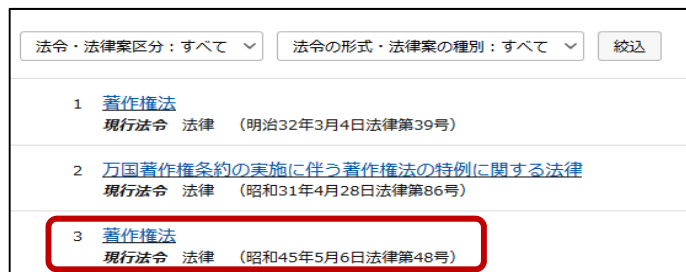 法令・法律案区分：すべて 法令の形式・法律案の種別：すべて 絞込
1 著作権法
現行法令 法律 （明治32年3月4日法律第39号）
2 万国著作権条約の実施に伴う著作権法の特例に関する法律
現行法令 法律 （昭和31年4月28日法律第86号）
3 著作権法
現行法令 法律 （昭和45年5月6日法律第48号）